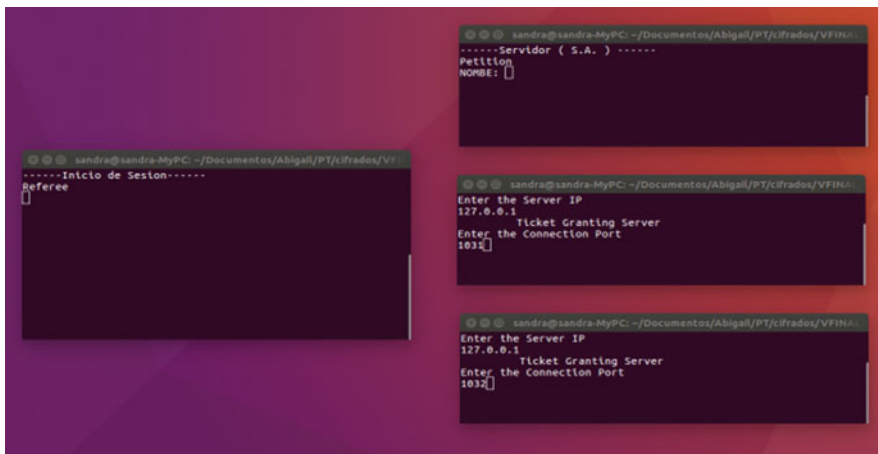 sandra@sandra-MyPC: ~/Documentos/Abigail/PT/cifrados/VFI
------Inicio de Sesion------
Referee
sandra@sandra-MyPC: ~/Documentos/Abigail/PT/cifrados/VFINAL
------Servidor ( S.A. ) ------
Petition
NOMBE:
sandra@sandra-MyPC: ~/Documentos/Abigail/PT/cifrados/VFINAL
Enter the Server IP
127.0.0.1
Ticket Granting Server
Enter the Connection Port
1031
sandra@sandra-MyPC: ~/Documentos/Abigail/PT/cifrados/VFINAL
Enter the Server IP
127.0.0.1
Ticket Granting Server
Enter the Connection Port
1032